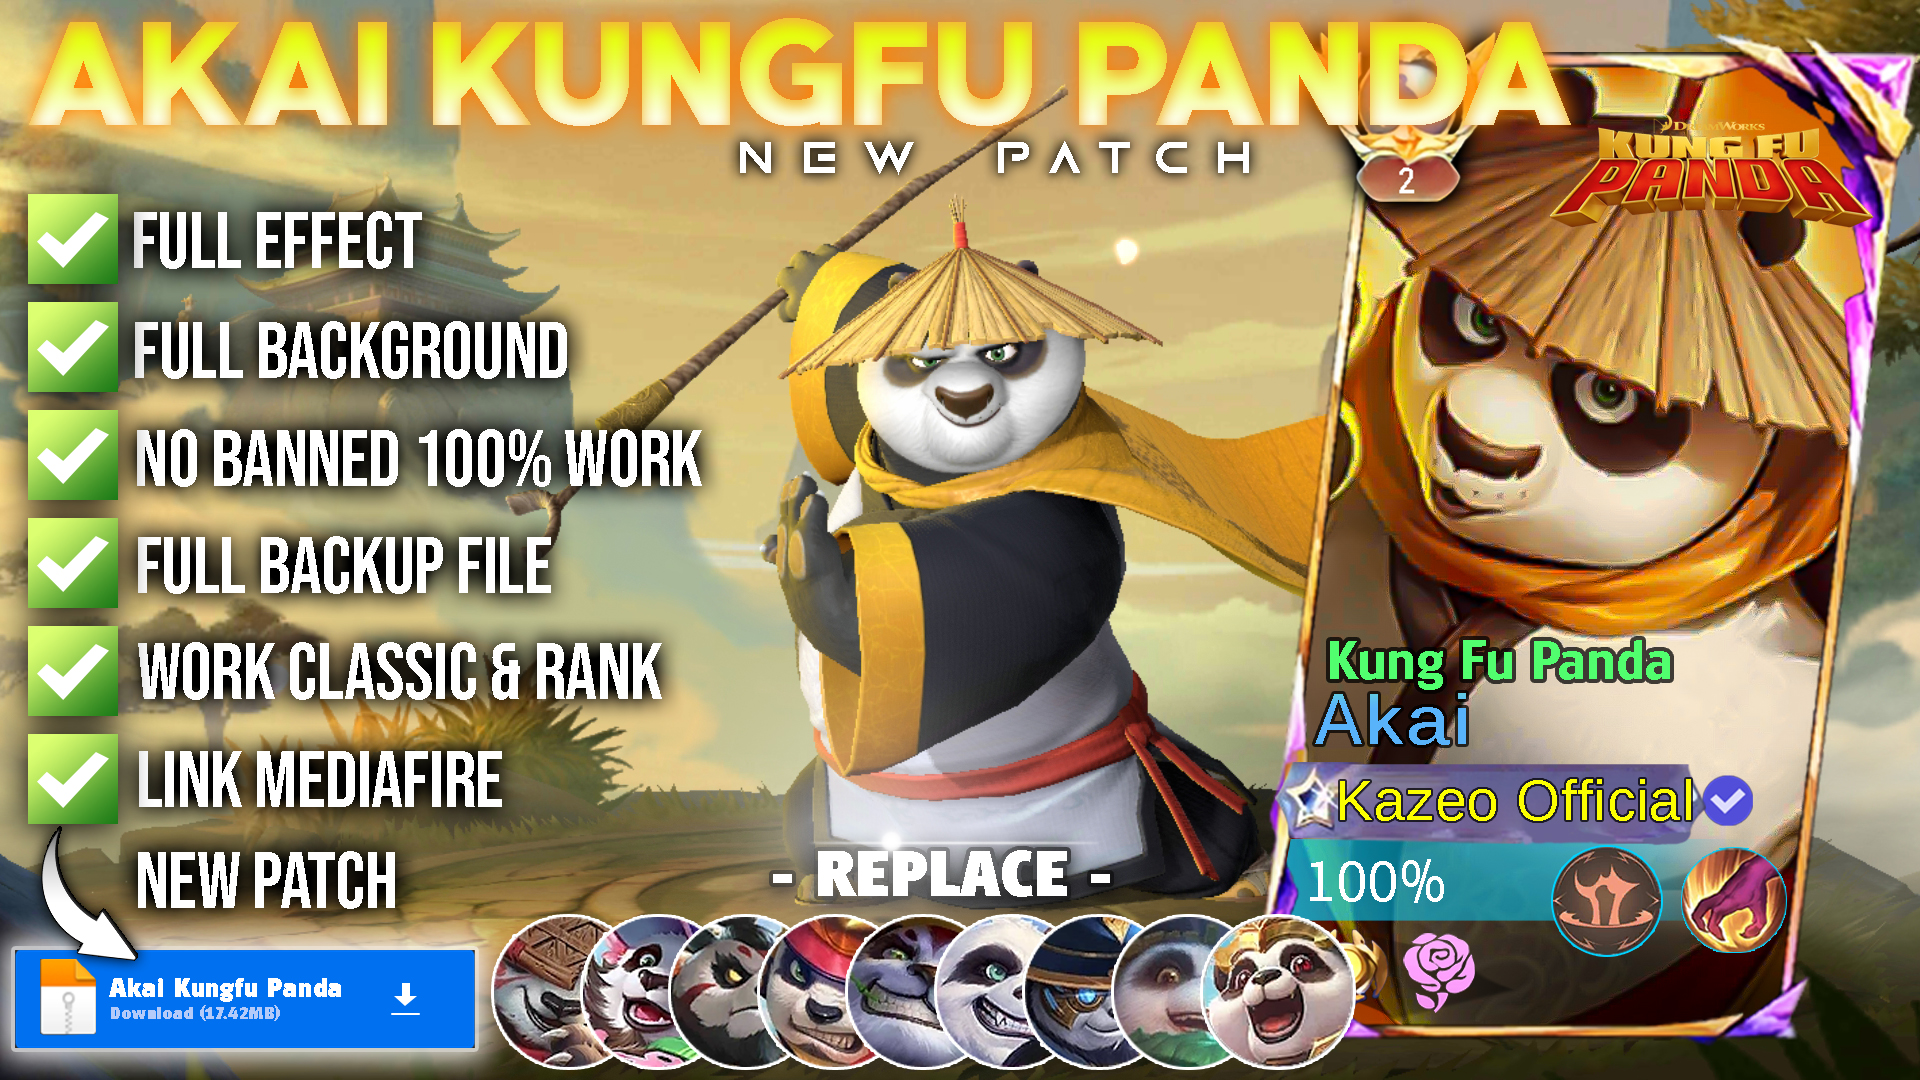 AKAI KUNGFU PANDA
NEW PATCH
2
DREAMWORKS
KUNG FU
PANDA
FULL EFFECT
FULL BACKGROUND
NO BANNED 100% WORK
FULL BACKUP FILE
WORK CLASSIC & RANK
LINK MEDIAFIRE
NEW PATCH
Akai Kungfu Panda
Download (17.42MB)
- REPLACE -
Kung Fu Panda
Akai
Kazeo Official
100%